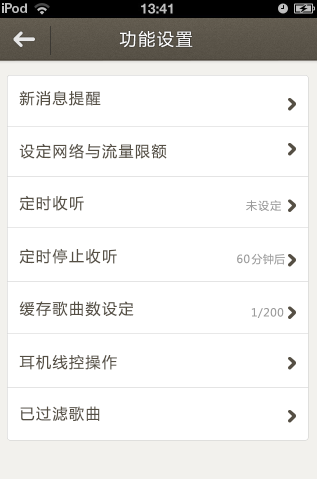 iPod 13:41
功能设置
新消息提醒
设定网络与流量限额
定时收听 未设定
定时停止收听 60分钟后
缓存歌曲数设定 1/200
耳机线控操作
已过滤歌曲